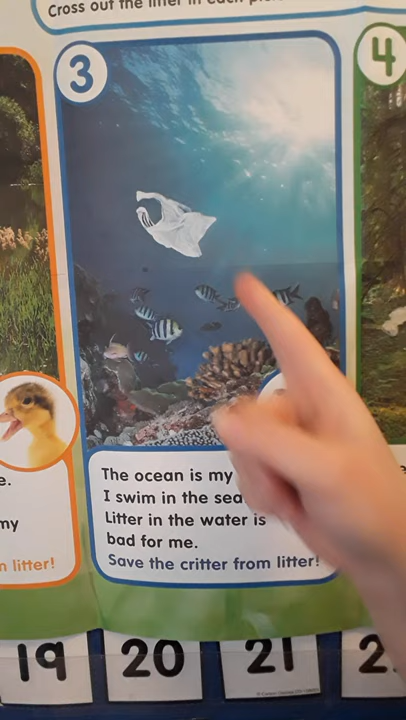 Cross out the litter in each
3
4
The ocean is my
I swim in the sea
Litter in the water is
bad for me.
Save the critter from litter!
e.
my
n litter!
19
20
21
2